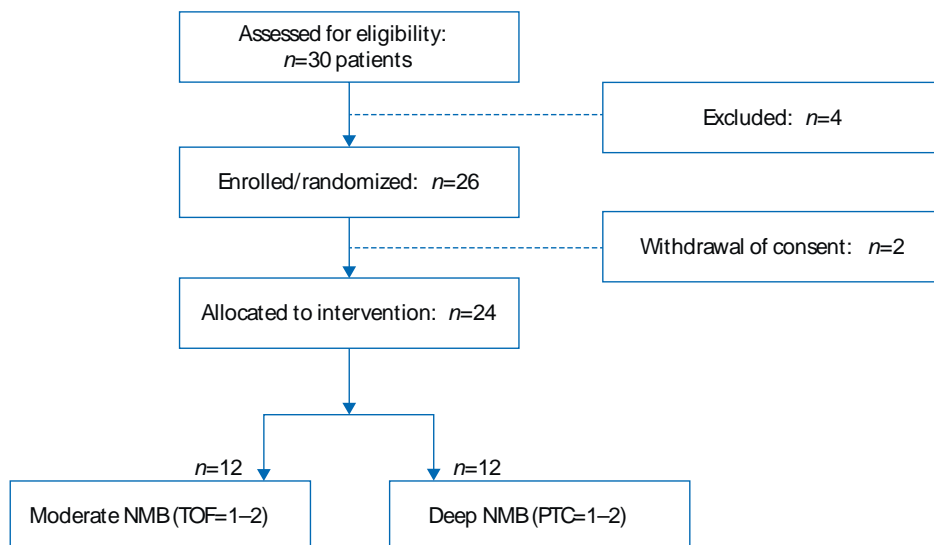 Assessed for eligibility:
n=30 patients
Excluded: n=4
Enrolled/randomized: n=26
Withdrawal of consent: n=2
Allocated to intervention: n=24
n=12
n=12
Moderate NMB (TOF=1–2)
Deep NMB (PTC=1–2)